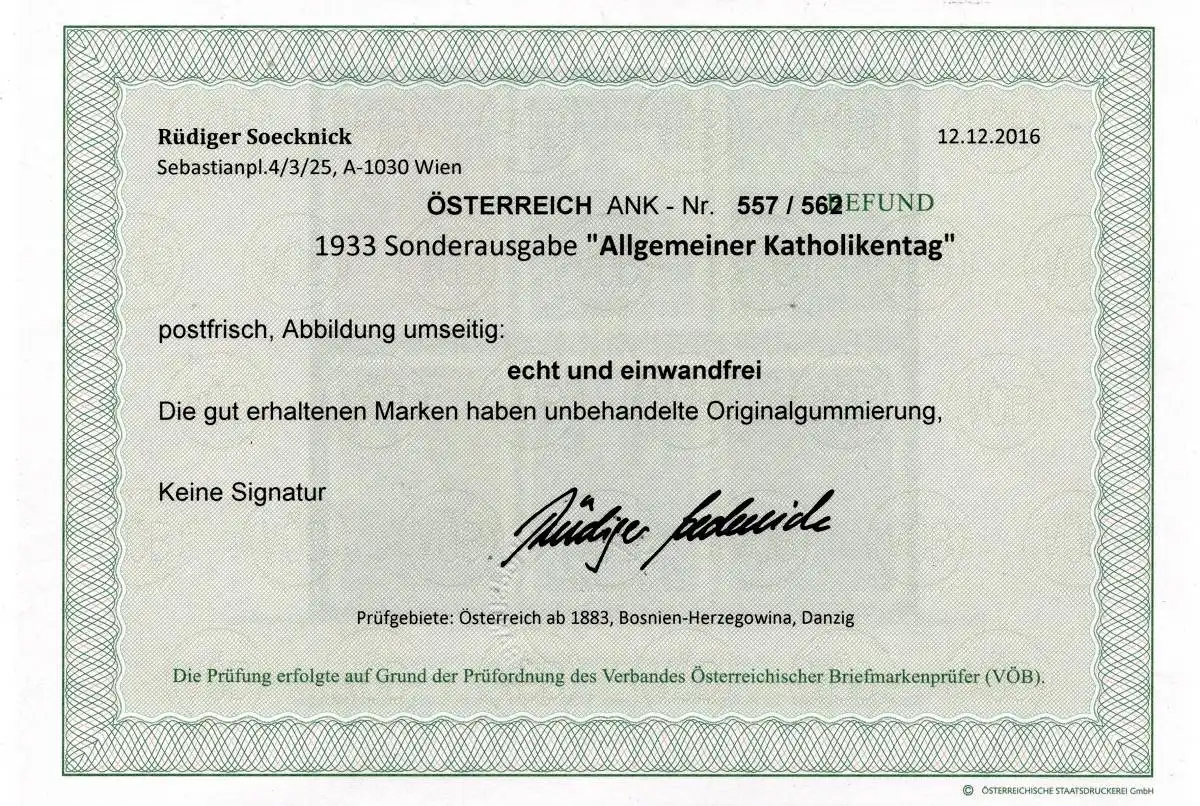 Rüdiger Soecknick
12.12.2016
Sebastianpl.4/3/25, A-1030 Wien
ÖSTERREICH ANK - Nr. 557 / 562 BEFUND
1933 Sonderausgabe "Allgemeiner Katholikentag"
postfrisch, Abbildung umseitig:
echt und einwandfrei
Die gut erhaltenen Marken haben unbehandelte Originalgummierung,
Keine Signatur
Rüdiger Soecknick
Prüfgebiete: Österreich ab 1883, Bosnien-Herzegowina, Danzig
Die Prüfung erfolgte auf Grund der Prüfordnung des Verbandes Österreichischer Briefmarkenprüfer (VÖB).
© ÖSTERREICHISCHE STAATSDRUCKEREI GmbH